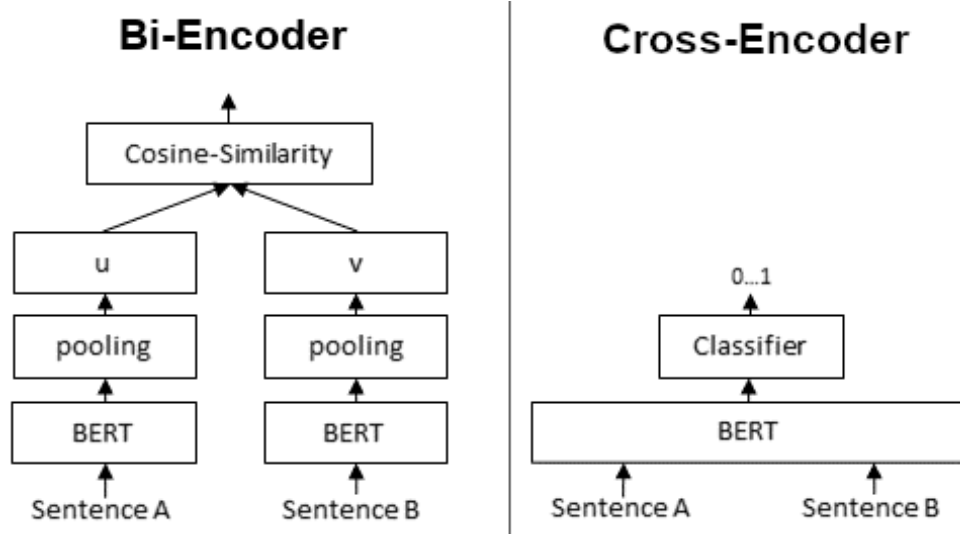 Bi-Encoder
Cosine-Similarity
u
v
pooling
pooling
BERT
BERT
Sentence A
Sentence B
Cross-Encoder
0...1
Classifier
BERT
Sentence A
Sentence B